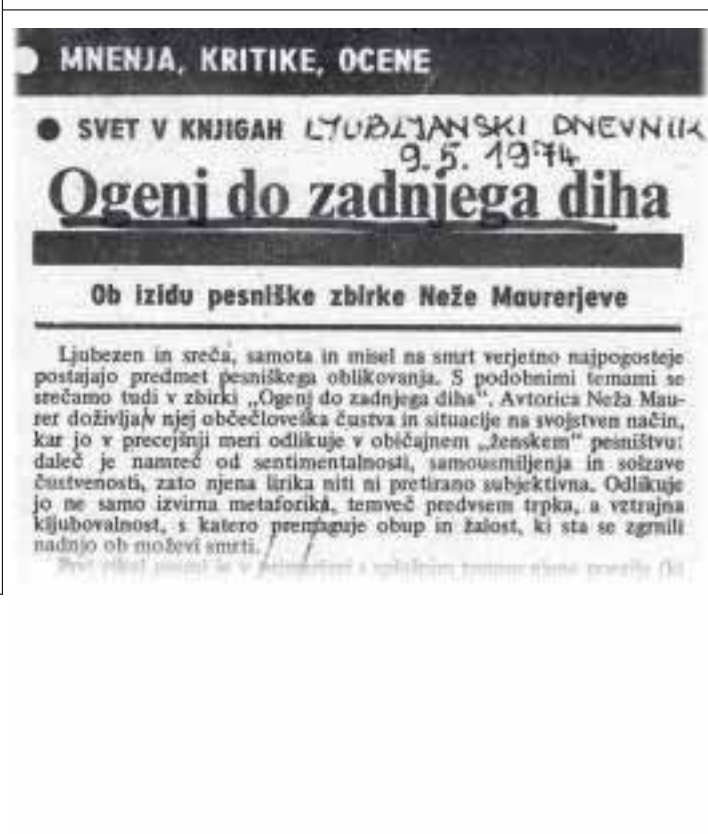 MNENJA, KRITIKE, OCENE
SVET V KNJIGAH LJUBLJANSKI DNEVNIK
9.5. 1974
Ogenj do zadnjega diha
Ob izidu pesniške zbirke Neže Maurerjeve
Ljubezen in sreča, samota in misel na smrt verjetno najpogosteje
postajajo predmet pesniškega oblikovanja. S podobnimi temami se
srečamo tudi v zbirki „Ogenj do zadnjega diha“. Avtorica Neža Mau-
rer doživlja v njej občečloveška čustva in situacije na svojstven način,
kar jo v precejšnji meri odlikuje v običajnem „ženskem“ pesništvu:
daleč je namreč od sentimentalnosti, samousmiljenja in solzave
čustvenosti, zato njena lirika niti ni pretirano subjektivna. Odlikuje
jo ne samo izvirna metaforika, temveč predvsem trpka, a vztrajna
kljubovalnost, s katero premaguje obup in žalost, ki sta se zgrnili
nadnjo ob moževi smrti.